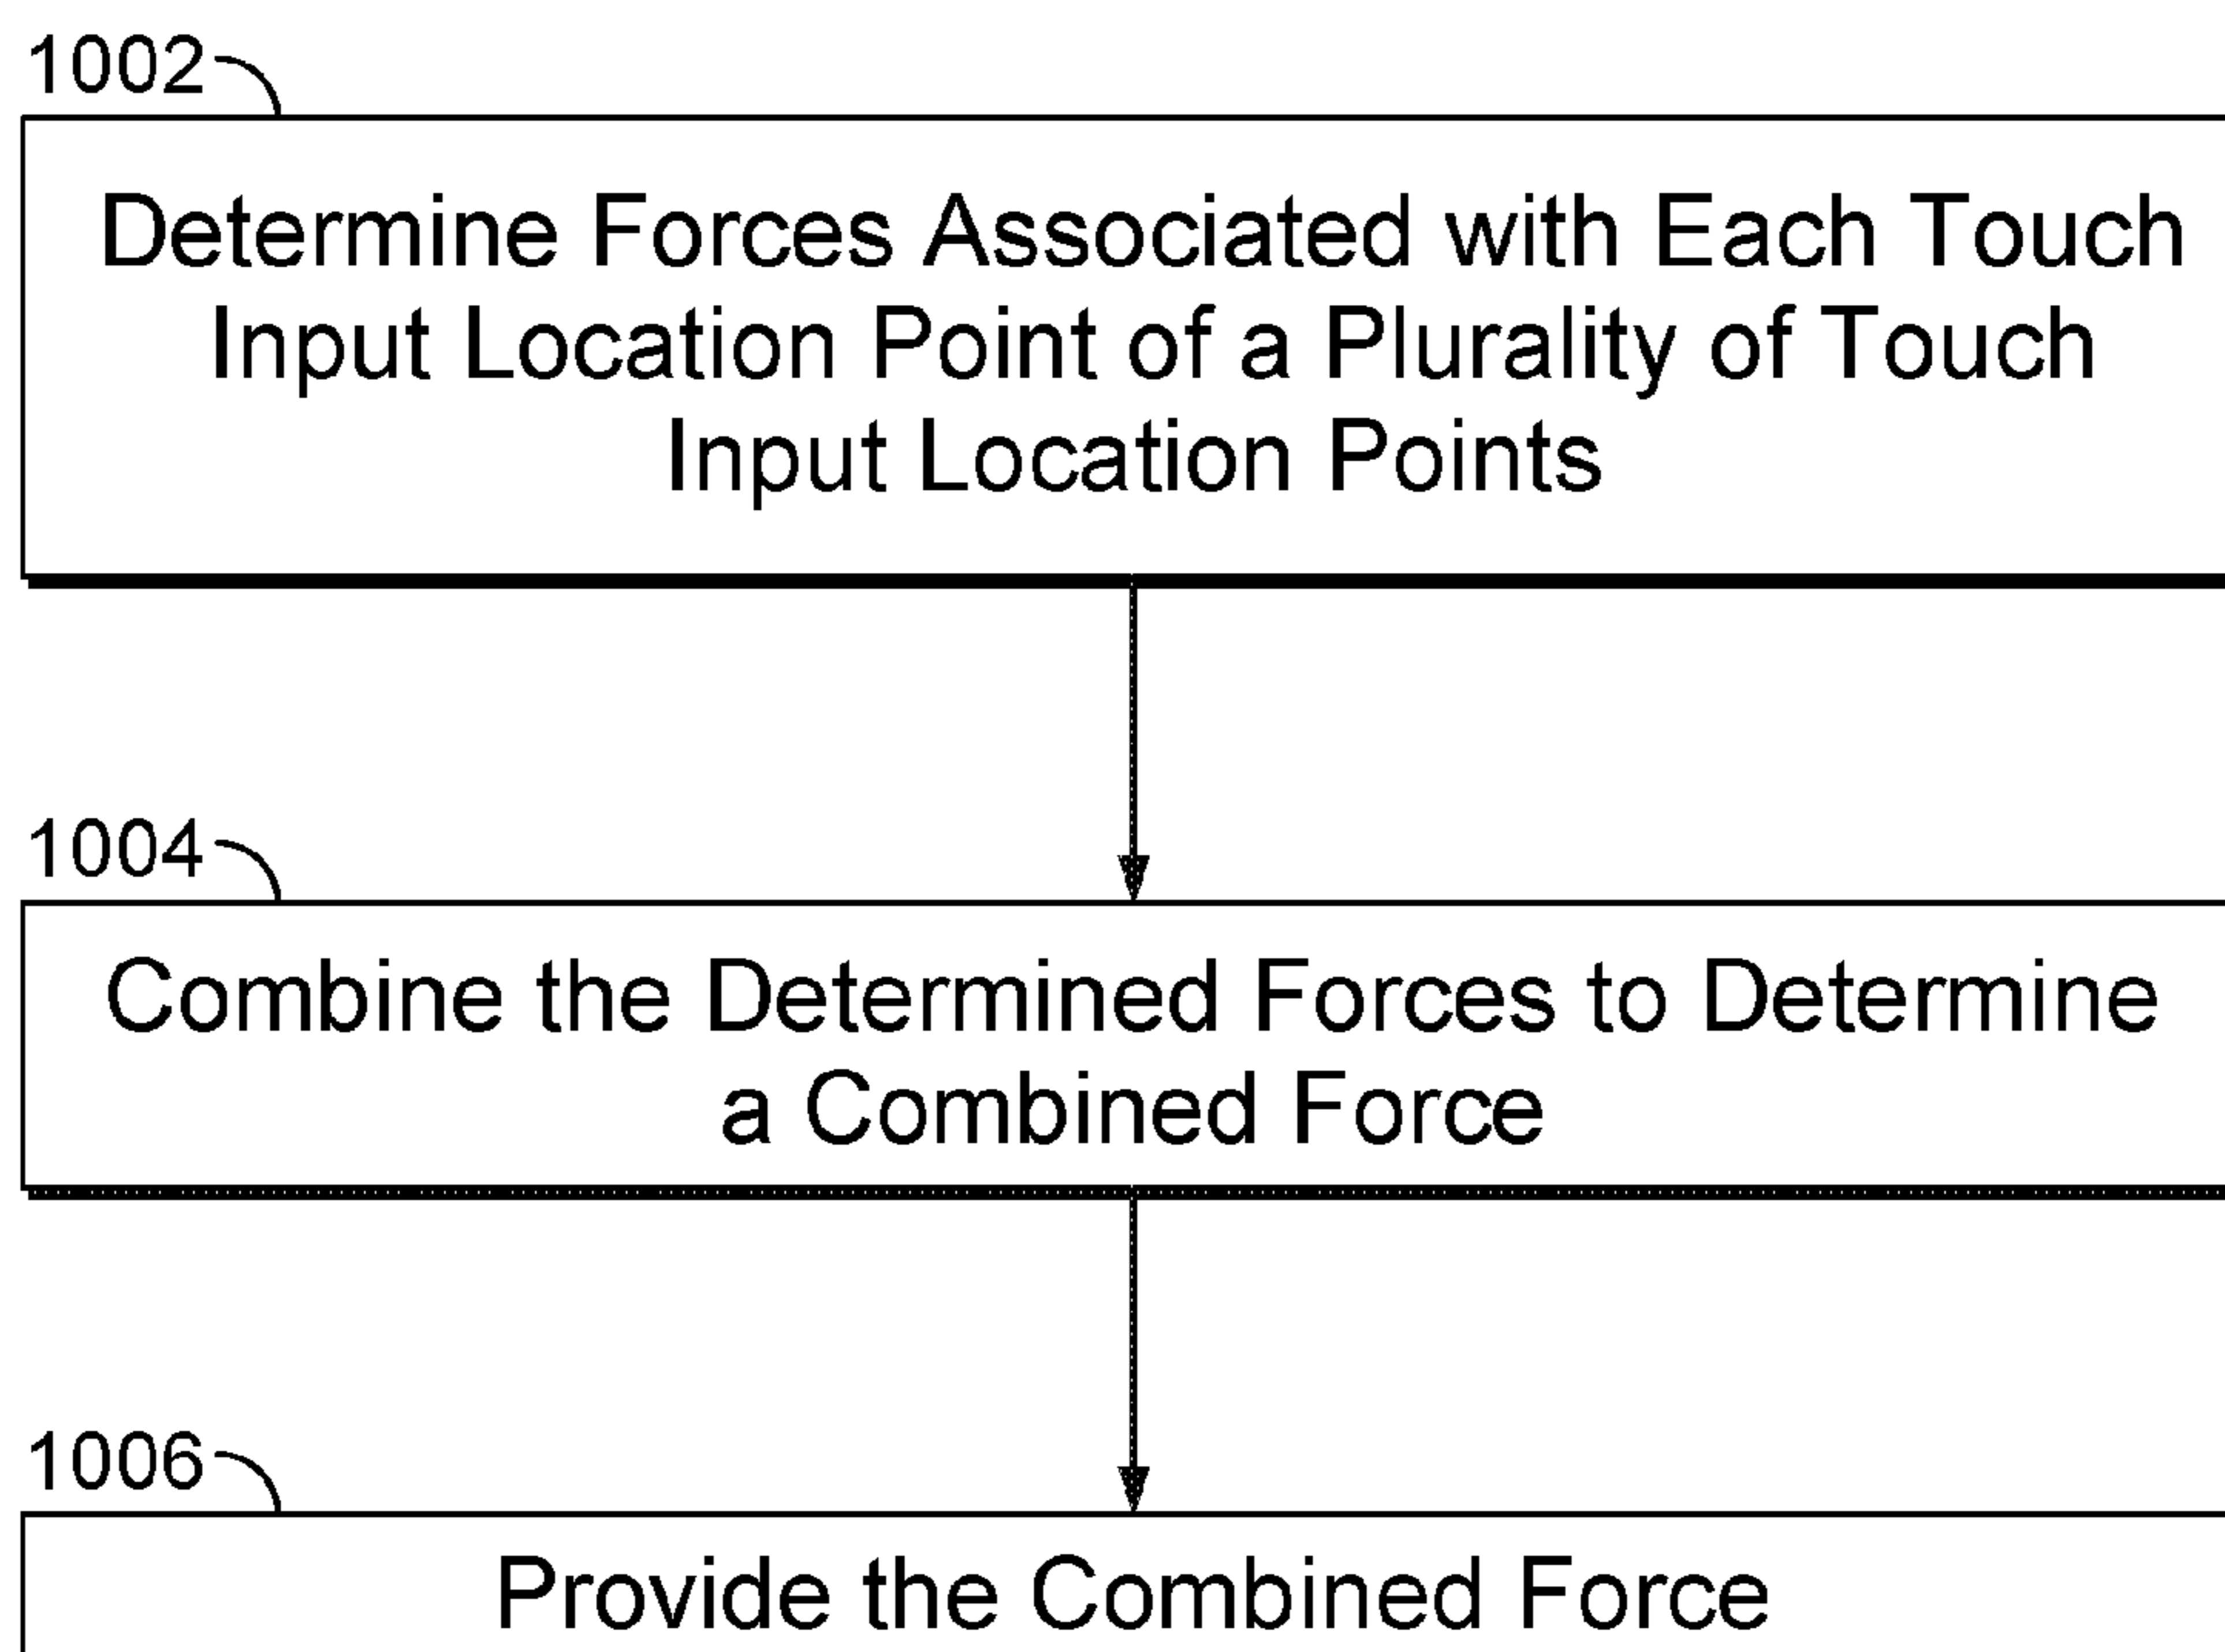 1002
Determine Forces Associated with Each Touch
Input Location Point of a Plurality of Touch
Input Location Points
1004
Combine the Determined Forces to Determine
a Combined Force
1006
Provide the Combined Force